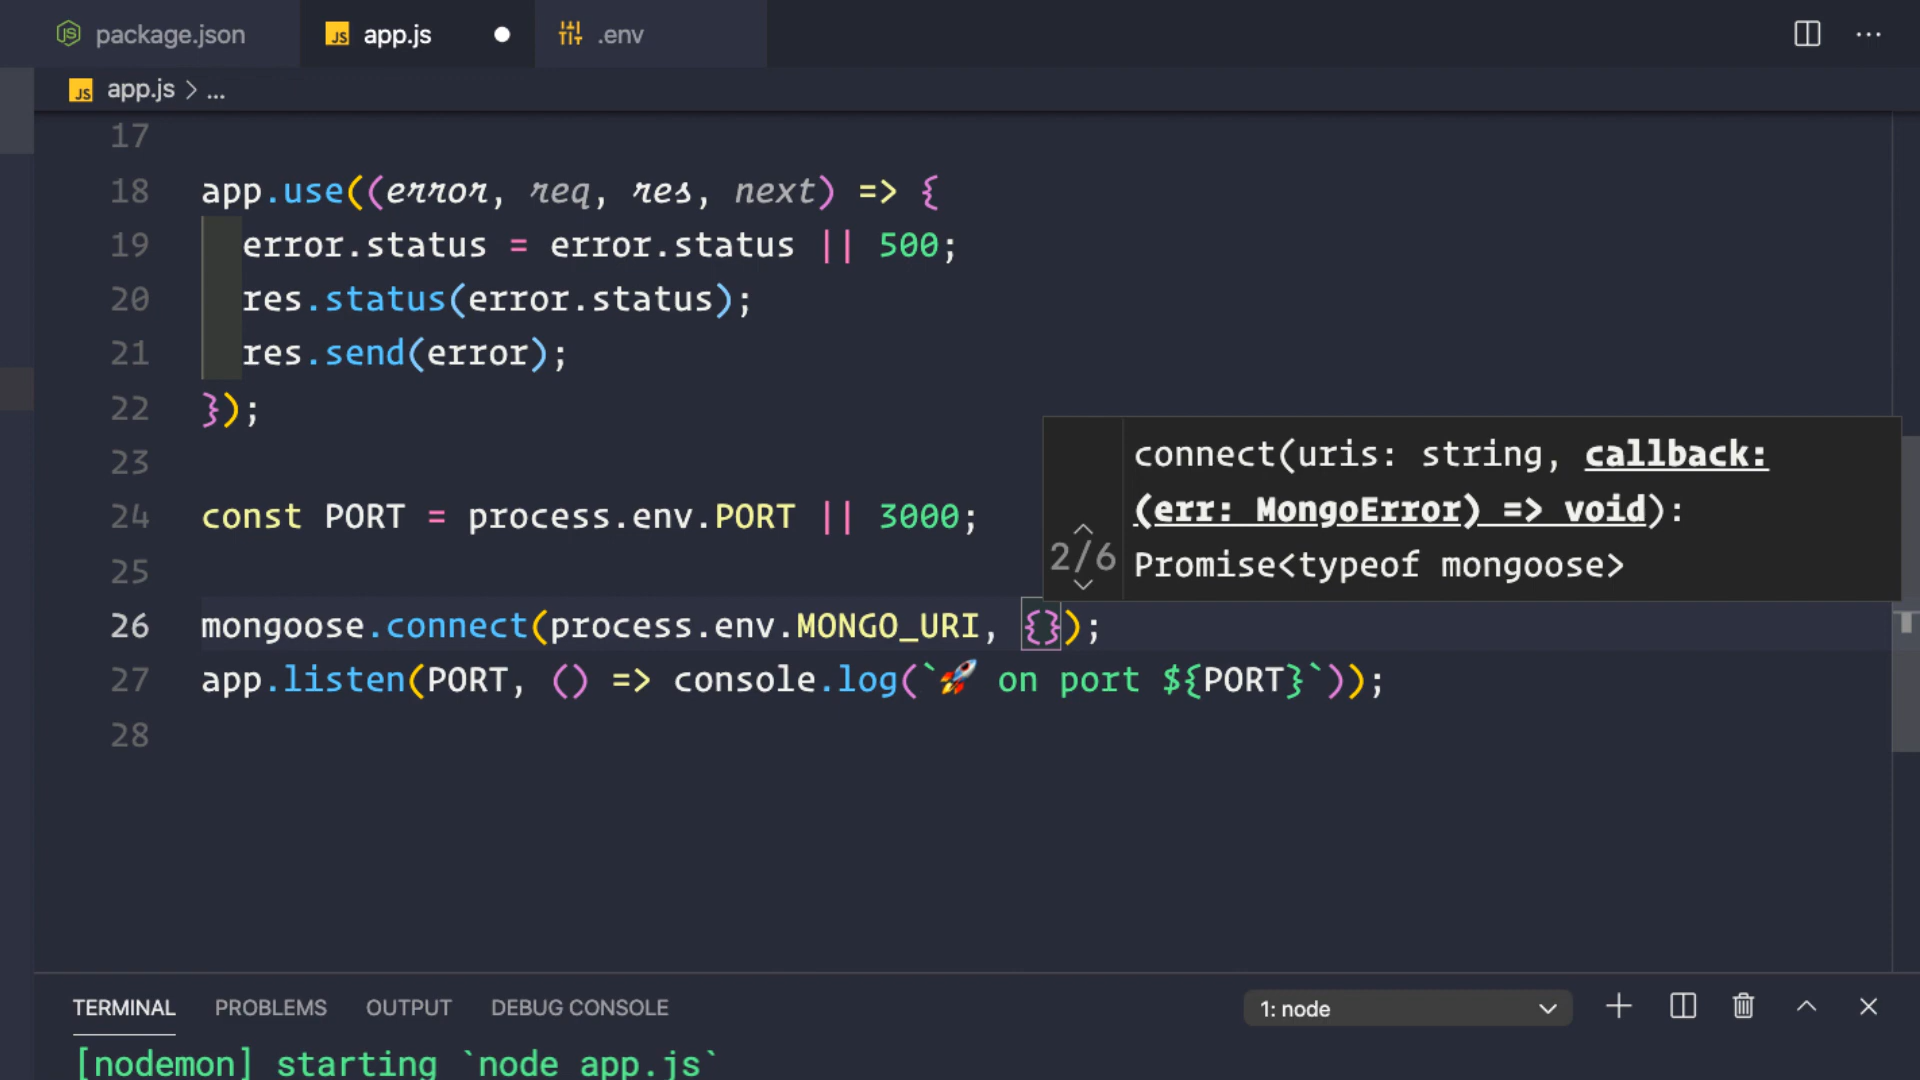 package.json
JS app.js
.env
JS app.js > ...
17
18 app.use((error, req, res, next) => {
19 error.status = error.status || 500;
20 res.status(error.status);
21 res.send(error);
22 });
23
24 const PORT = process.env.PORT || 3000;
25
26 mongoose.connect(process.env.MONGO_URI, {});
27 app.listen(PORT, () => console.log(`🚀 on port ${PORT}`));
28
connect(uris: string, callback:
(err: MongoError) => void):
2/6 Promise<typeof mongoose>
TERMINAL PROBLEMS OUTPUT DEBUG CONSOLE
1: node
[nodemon] starting `node app.js`